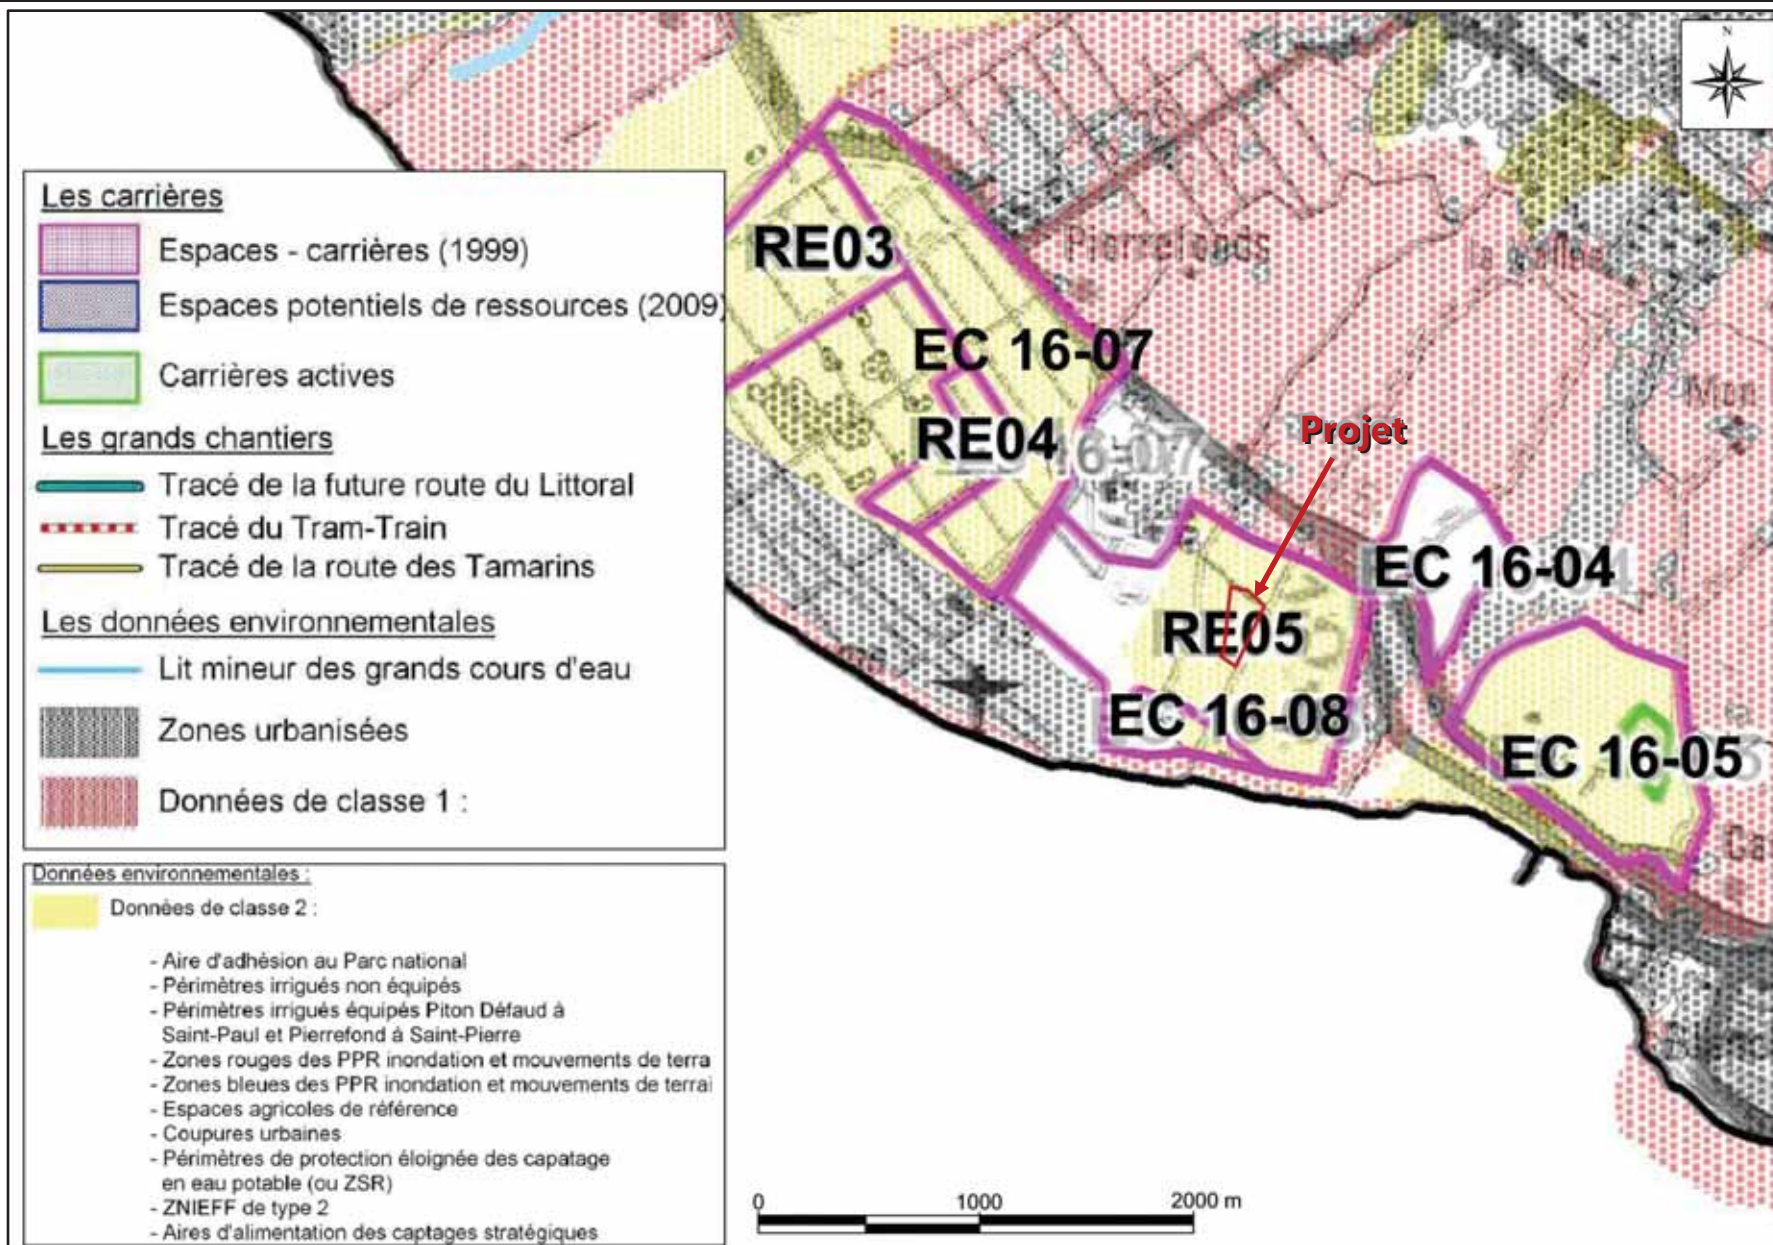 N
Les carrières
Espaces - carrières (1999)
Espaces potentiels de ressources (2009)
Carrières actives
Les grands chantiers
Tracé de la future route du Littoral
Tracé du Tram-Train
Tracé de la route des Tamarins
Les données environnementales
Lit mineur des grands cours d'eau
Zones urbanisées
Données de classe 1 :
Données environnementales :
Données de classe 2 :
- Aire d'adhésion au Parc national
- Périmètres irrigués non équipés
- Périmètres irrigués équipés Piton Défaud à
Saint-Paul et Pierrefond à Saint-Pierre
- Zones rouges des PPR inondation et mouvements de terra
- Zones bleues des PPR inondation et mouvements de terrai
- Espaces agricoles de référence
- Coupures urbaines
- Périmètres de protection éloignée des capatage
en eau potable (ou ZSR)
- ZNIEFF de type 2
- Aires d'alimentation des captages stratégiques
RE03
Pierrefonds
EC 16-07
Mon
RE04
Projet
EC 16-04
RE05
EC 16-08
EC 16-05
Ca
0 1000 2000 m